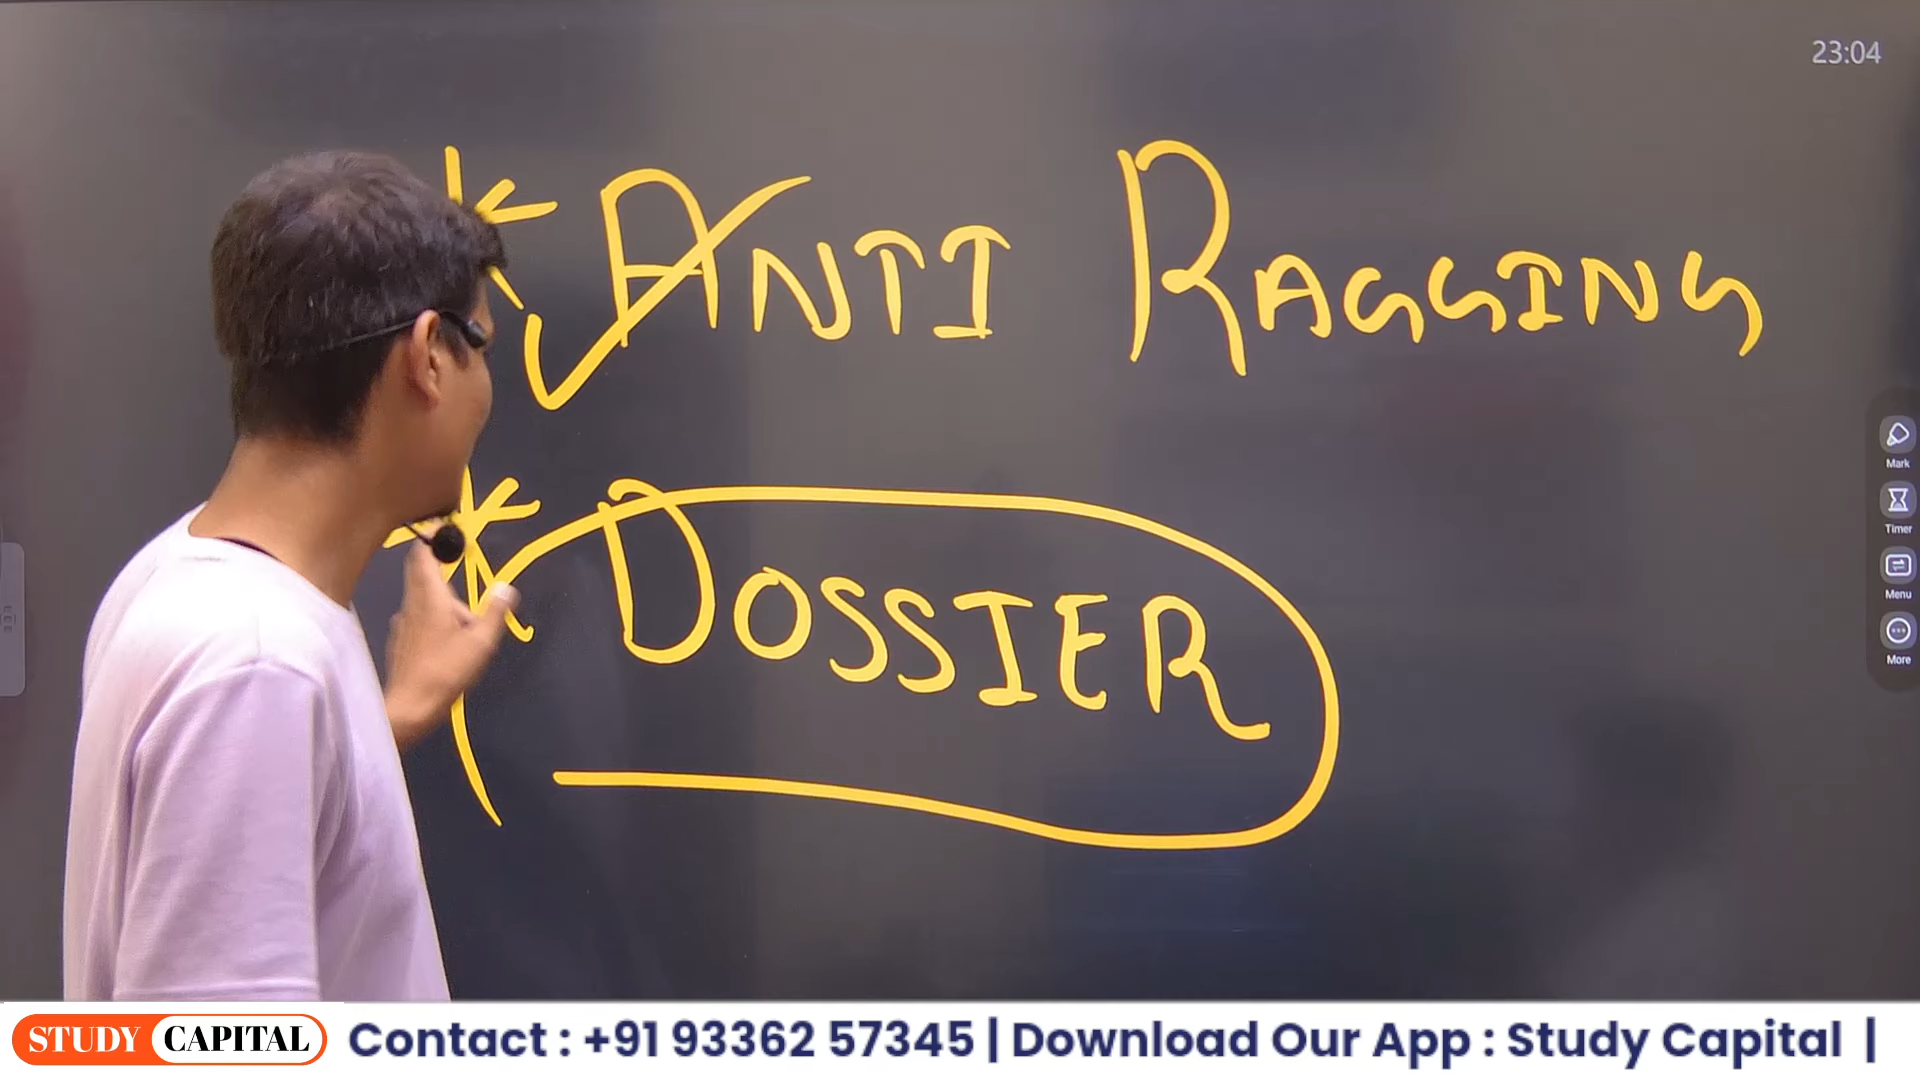 23:04
* ANTI RAGGING
* DOSSIER
Mark
Timer
Menu
More
STUDY CAPITAL Contact : +91 93362 57345 | Download Our App : Study Capital |